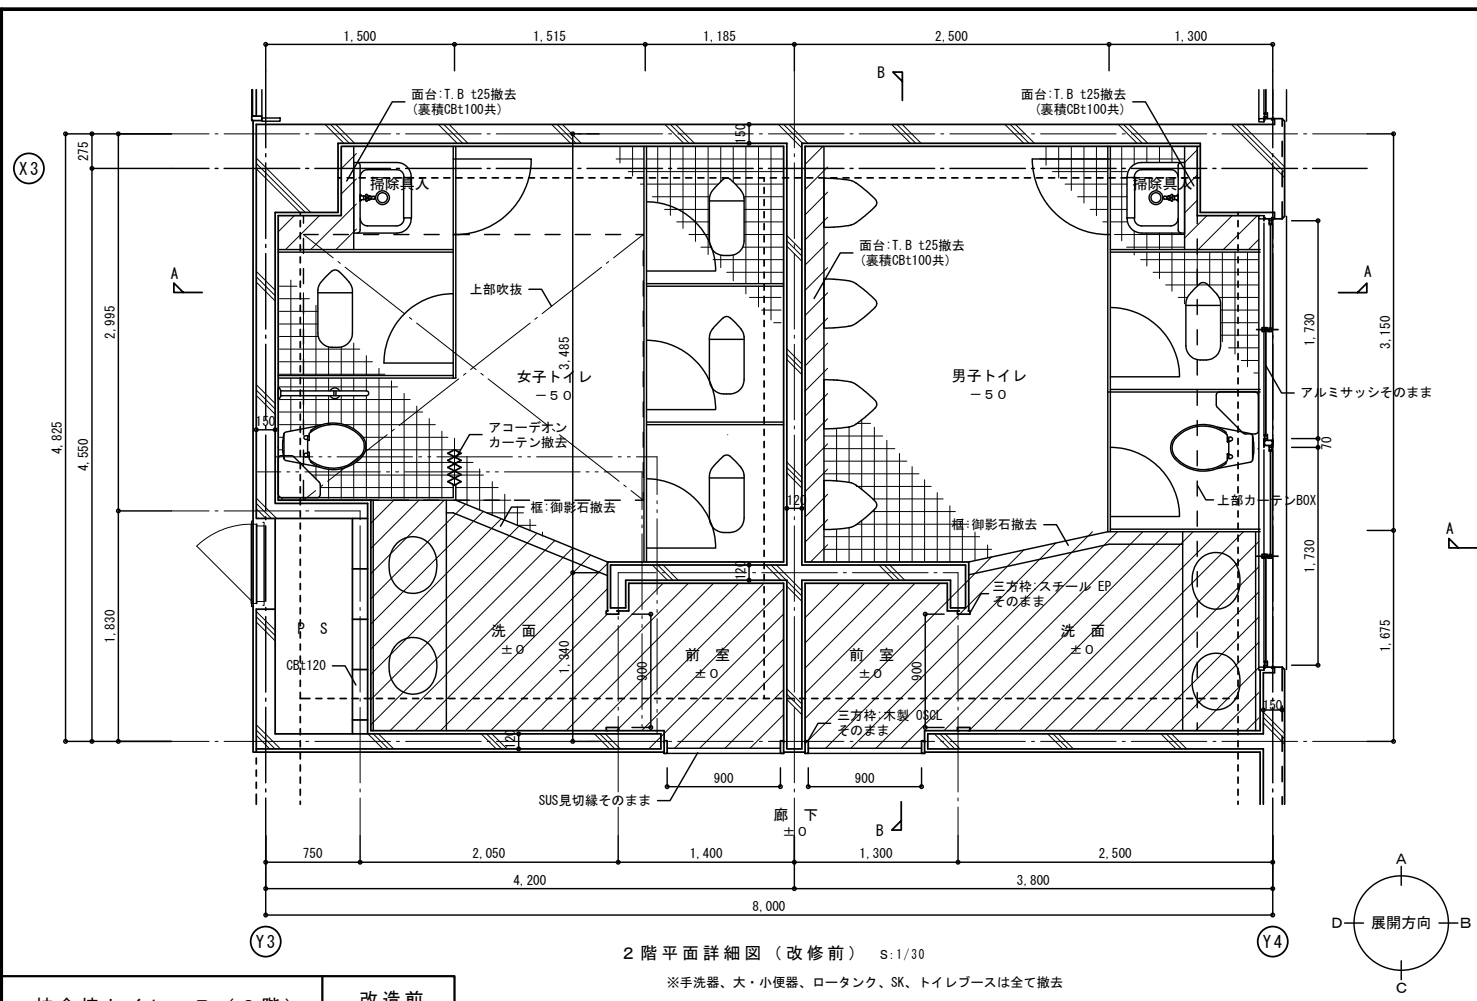 1,500
1,515
1,185
2,500
1,300
B
面台:T.B t25撤去
(裏積CBt100共)
面台:T.B t25撤去
(裏積CBt100共)
150
275
X3
掃除具入
掃除具入
面台:T.B t25撤去
(裏積CBt100共)
A
A
上部吹抜
2,995
1,730
3,150
3,485
女子トイレ
-50
男子トイレ
-50
アルミサッシそのまま
150
アコーデオン
カーテン撤去
4,825
4,550
70
120
框:御影石撤去
框:御影石撤去
上部カーテンBOX
A
120
1,730
三方枠:スチール EP
そのまま
1,830
P S
洗 面
±0
1,340
900
前 室
±0
前 室
±0
900
洗 面
±0
1,675
CBt120
三方枠:木製 OSCL
そのまま
150
120
900
900
SUS見切縁そのまま
廊 下
±0
B
750
2,050
1,400
1,300
2,500
4,200
3,800
8,000
Y3
Y4
A
D
展開方向
B
C
2階平面詳細図(改修前) S:1/30
※手洗器、大・小便器、ロータンク、SK、トイレブースは全て撤去
改造前